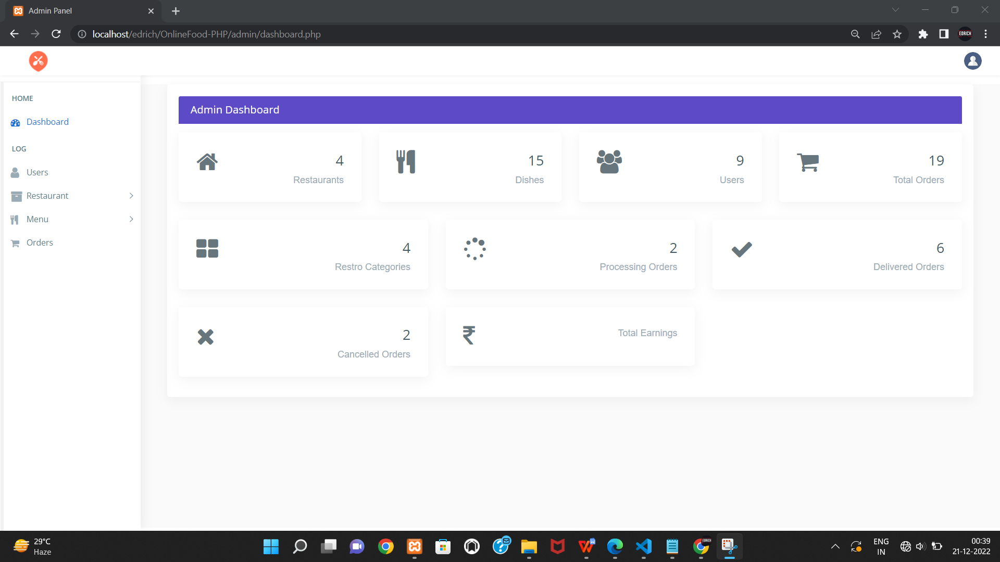 Admin Panel
localhost/edrich/OnlineFood-PHP/admin/dashboard.php
EDRICH
HOME
Dashboard
LOG
Users
Restaurant
Menu
Orders
Admin Dashboard
4
Restaurants
15
Dishes
9
Users
19
Total Orders
4
Restro Categories
2
Processing Orders
6
Delivered Orders
2
Cancelled Orders
₹
Total Earnings
29°C
Haze
EDRICH
ENG
IN
00:39
21-12-2022